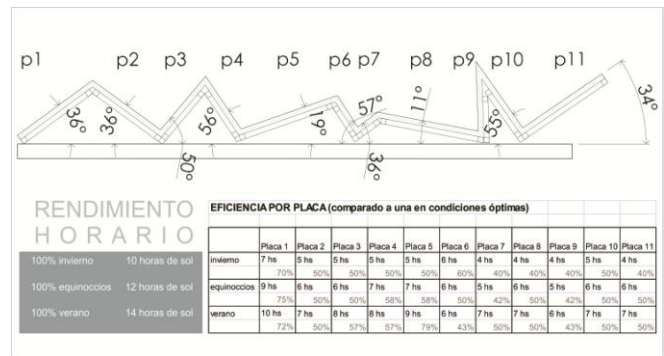 p1 p2 p3 p4 p5 p6 p7 p8 p9 p10 p11
36° 36° 50° 56° 19° 57° 36° 11° 55° 34°
RENDIMIENTO
HORARIO
100% invierno 10 horas de sol
100% equinoccios 12 horas de sol
100% verano 14 horas de sol
EFICIENCIA POR PLACA (comparado a una en condiciones óptimas)
Placa 1 Placa 2 Placa 3 Placa 4 Placa 5 Placa 6 Placa 7 Placa 8 Placa 9 Placa 10 Placa 11
invierno 7 hs 5 hs 5 hs 5 hs 5 hs 6 hs 4 hs 4 hs 4 hs 5 hs 4 hs
70% 50% 50% 50% 50% 60% 40% 40% 40% 50% 40%
equinoccios 9 hs 6 hs 6 hs 7 hs 7 hs 6 hs 5 hs 6 hs 5 hs 6 hs 6 hs
75% 50% 50% 58% 58% 50% 42% 50% 42% 50% 50%
verano 10 hs 7 hs 8 hs 8 hs 9 hs 6 hs 7 hs 7 hs 6 hs 7 hs 7 hs
72% 50% 57% 57% 79% 43% 50% 50% 43% 50% 50%